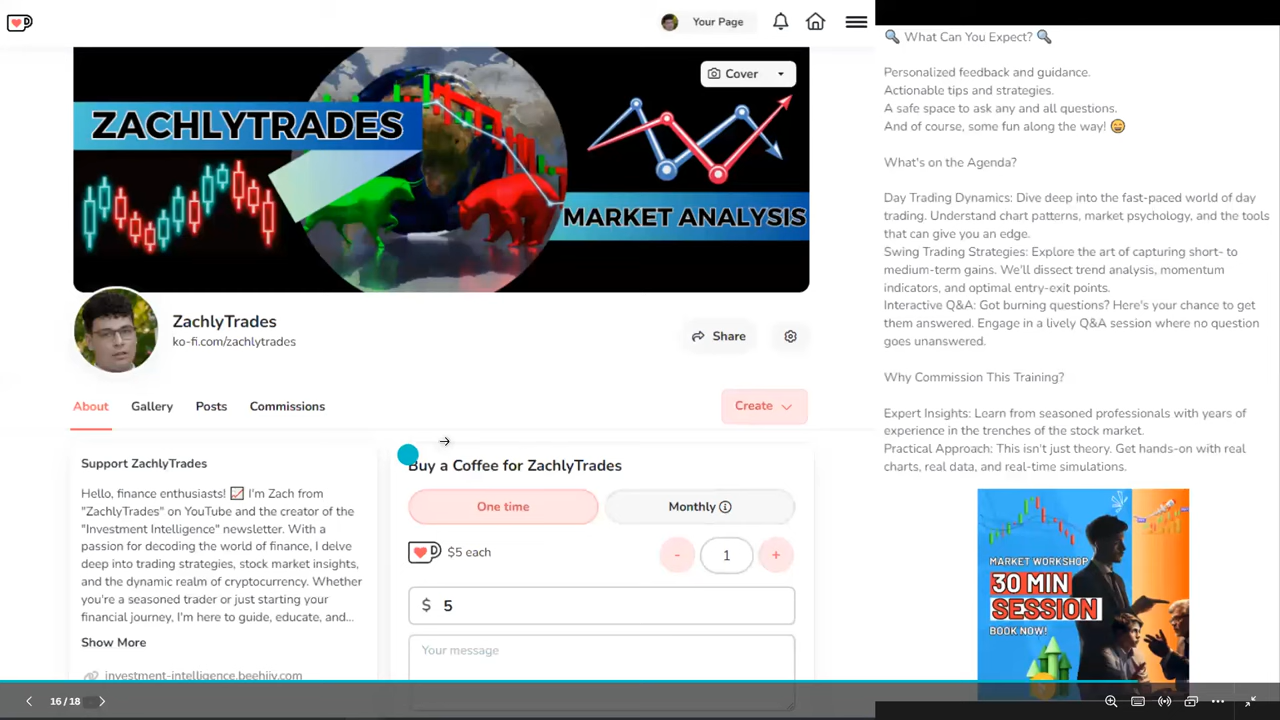 Your Page
Cover
ZACHLYTRADES
MARKET ANALYSIS
ZachlyTrades
ko-fi.com/zachlytrades
Share
About
Gallery
Posts
Commissions
Create
Support ZachlyTrades
Hello, finance enthusiasts! 📈 I'm Zach from
"ZachlyTrades" on YouTube and the creator of the
"Investment Intelligence" newsletter. With a
passion for decoding the world of finance, I delve
deep into trading strategies, stock market insights,
and the dynamic realm of cryptocurrency. Whether
you're a seasoned trader or just starting your
financial journey, I'm here to guide, educate, and...
Show More
investment-intelligence.beehiiv.com
Buy a Coffee for ZachlyTrades
One time
Monthly
$5 each
-
1
+
$ 5
Your message
16 / 18
🔍 What Can You Expect? 🔍
Personalized feedback and guidance.
Actionable tips and strategies.
A safe space to ask any and all questions.
And of course, some fun along the way! 😄
What's on the Agenda?
Day Trading Dynamics: Dive deep into the fast-paced world of day
trading. Understand chart patterns, market psychology, and the tools
that can give you an edge.
Swing Trading Strategies: Explore the art of capturing short- to
medium-term gains. We'll dissect trend analysis, momentum
indicators, and optimal entry-exit points.
Interactive Q&A: Got burning questions? Here's your chance to get
them answered. Engage in a lively Q&A session where no question
goes unanswered.
Why Commission This Training?
Expert Insights: Learn from seasoned professionals with years of
experience in the trenches of the stock market.
Practical Approach: This isn't just theory. Get hands-on with real
charts, real data, and real-time simulations.
MARKET WORKSHOP
30 MIN
SESSION
BOOK NOW!